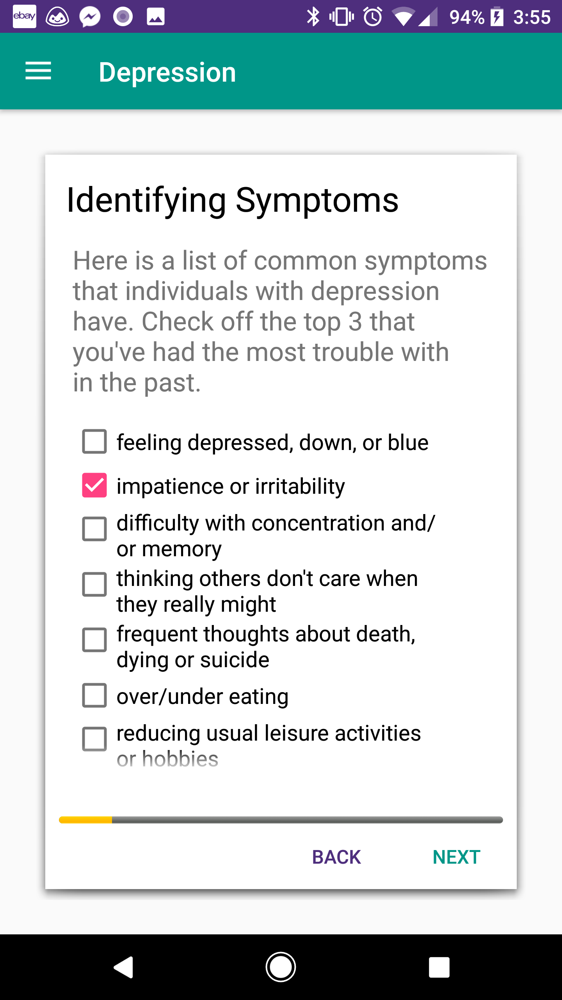 ebay
94% 3:55
Depression
Identifying Symptoms
Here is a list of common symptoms
that individuals with depression
have. Check off the top 3 that
you've had the most trouble with
in the past.
feeling depressed, down, or blue
impatience or irritability
difficulty with concentration and/
or memory
thinking others don't care when
they really might
frequent thoughts about death,
dying or suicide
over/under eating
reducing usual leisure activities
or hobbies
BACK NEXT